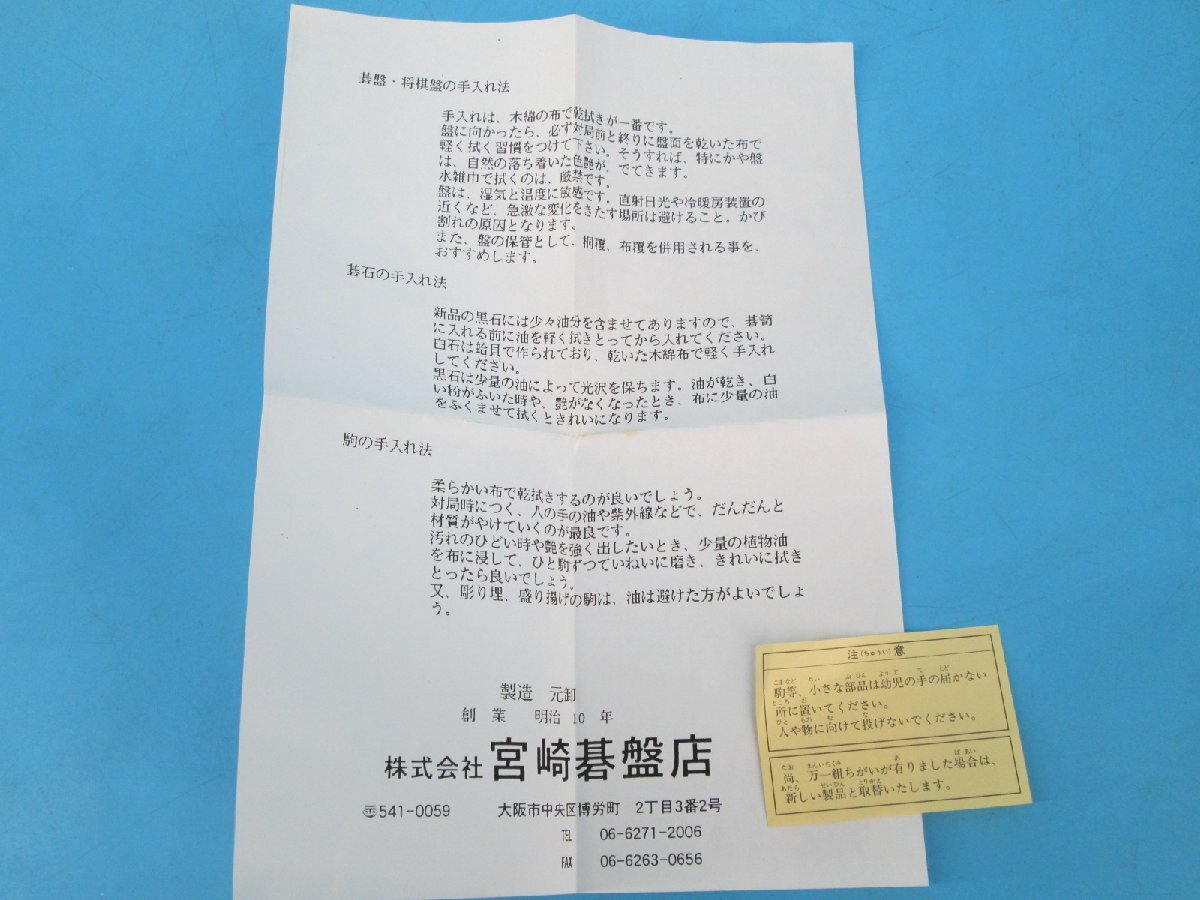 碁盤・将棋盤の手入れ法
手入れは、木綿の布で乾拭きが一番です。
盤に向かったら、必ず対局前と終りに盤面を乾いた布で
軽く拭く習慣をつけて下さい。そうすれば、特にかや盤
は、自然の落ち着いた色艶が、でてきます。
水雑巾で拭くのは、厳禁です。
盤は、湿気と温度に敏感です。直射日光や冷暖房装置の
近くなど、急激な変化をきたす場所は避けること。かび
割れの原因となります。
また、盤の保管として、桐覆、布覆を併用される事を、
おすすめします。
碁石の手入れ法
新品の黒石には少々油分を含ませてありますので、碁笥
に入れる前に油を軽く拭きとってから入れてください。
白石は蛤貝で作られており、乾いた木綿布で軽く手入れ
してください。
黒石は少量の油によって光沢を保ちます。油が乾き、白
い粉がふいた時や、艶がなくなったとき、布に少量の油
をふくませて拭くときれいになります。
駒の手入れ法
柔らかい布で乾拭きするのが良いでしょう。
対局時につく、人の手の油や紫外線などで、だんだんと
材質がやけていくのが最良です。
汚れのひどい時や艶を強く出したいとき、少量の植物油
を布に浸して、ひと駒ずつていねいに磨き、きれいに拭き
とったら良いでしょう。
又、彫り埋、盛り揚げの駒は、油は避けた方がよいでしょ
う。
製造 元卸
創業 明治10年
株式会社 宮崎碁盤店
〒541-0059 大阪市中央区博労町 2丁目3番2号
TEL 06-6271-2006
FAX 06-6263-0656
注(ちゅうい)意
駒等、小さな部品は幼児の手の届かない
所に置いてください。
人や物に向けて投げないでください。
尚、万一組ちがいが有りました場合は、
新しい製品と取替いたします。